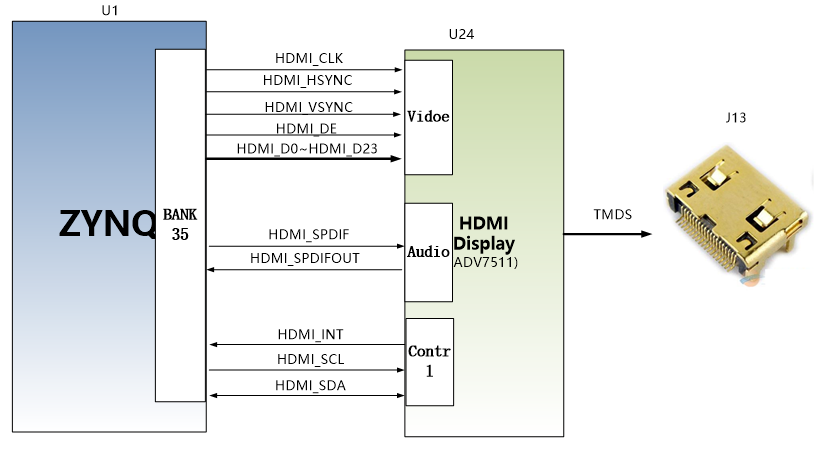 U1
U24
J13
HDMI_CLK
HDMI_HSYNC
HDMI_VSYNC
HDMI_DE
HDMI_D0~HDMI_D23
Vidoe
ZYNQ
BANK
35
HDMI_SPDIF
HDMI_SPDIFOUT
Audio
HDMI
Display
ADV7511)
TMDS
HDMI_INT
HDMI_SCL
HDMI_SDA
Contr
1